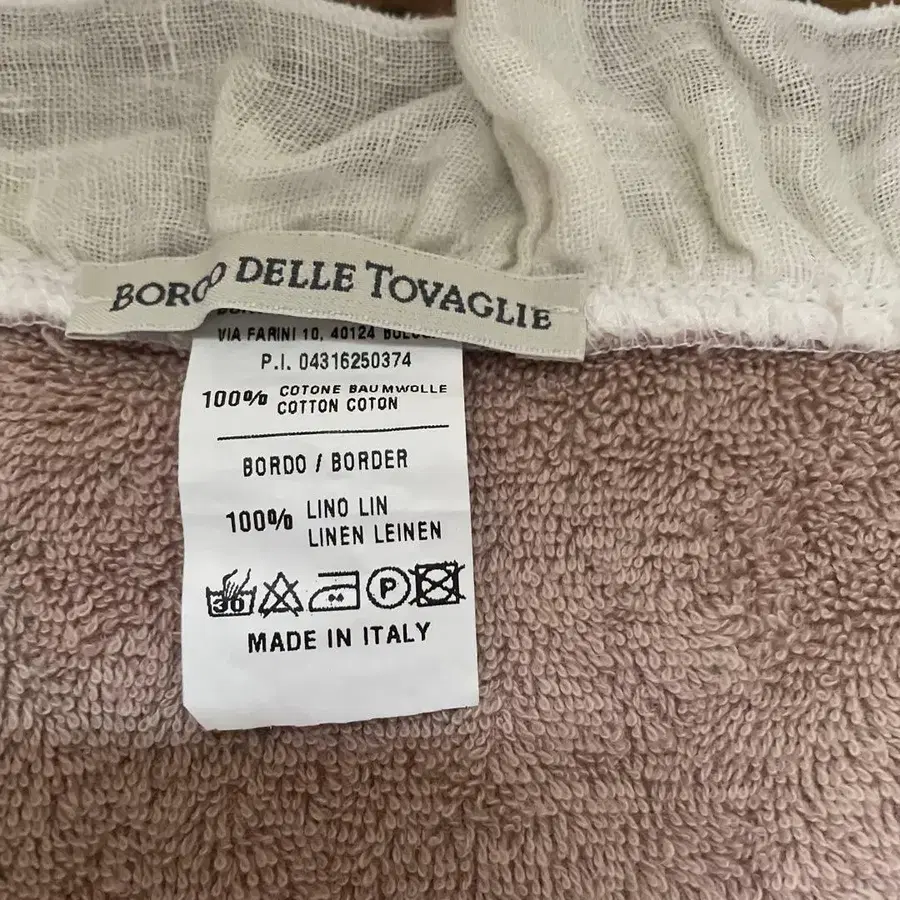 BORDO DELLE TOVAGLIE
VIA FARINI 10, 40124
P.I. 04316250374
100% COTONE BAUMWOLLE
COTTON COTON
BORDO / BORDER
100% LINO LIN
LINEN LEINEN
30
P
MADE IN ITALY